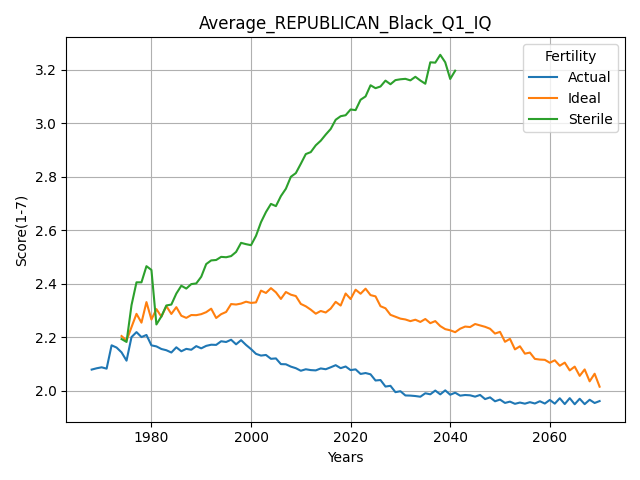 Average_REPUBLICAN_Black_Q1_IQ
Fertility
Actual
Ideal
Sterile
Score(1-7)
3.2
3.0
2.8
2.6
2.4
2.2
2.0
1980
2000
2020
2040
2060
Years